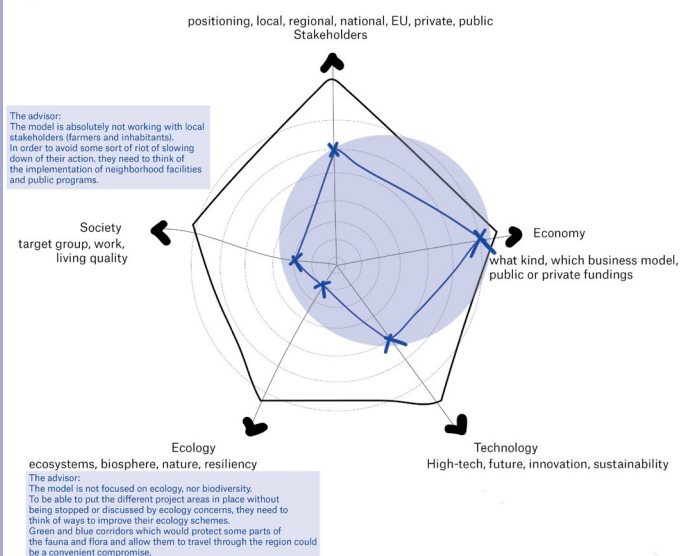 positioning, local, regional, national, EU, private, public
Stakeholders
The advisor:
The model is absolutely not working with local
stakeholders (farmers and inhabitants).
In order to avoid some sort of riot of slowing
down of their action, they need to think of
the implementation of neighborhood facilities
and public programs.
Society
target group, work,
living quality
Economy
what kind, which business model,
public or private fundings
Ecology
ecosystems, biosphere, nature, resiliency
Technology
High-tech, future, innovation, sustainability
The advisor:
The model is not focused on ecology, nor biodiversity.
To be able to put the different project areas in place without
being stopped or discussed by ecology concerns, they need to
think of ways to improve their ecology schemes.
Green and blue corridors which would protect some parts of
the fauna and flora and allow them to travel through the region could
be a convenient compromise.